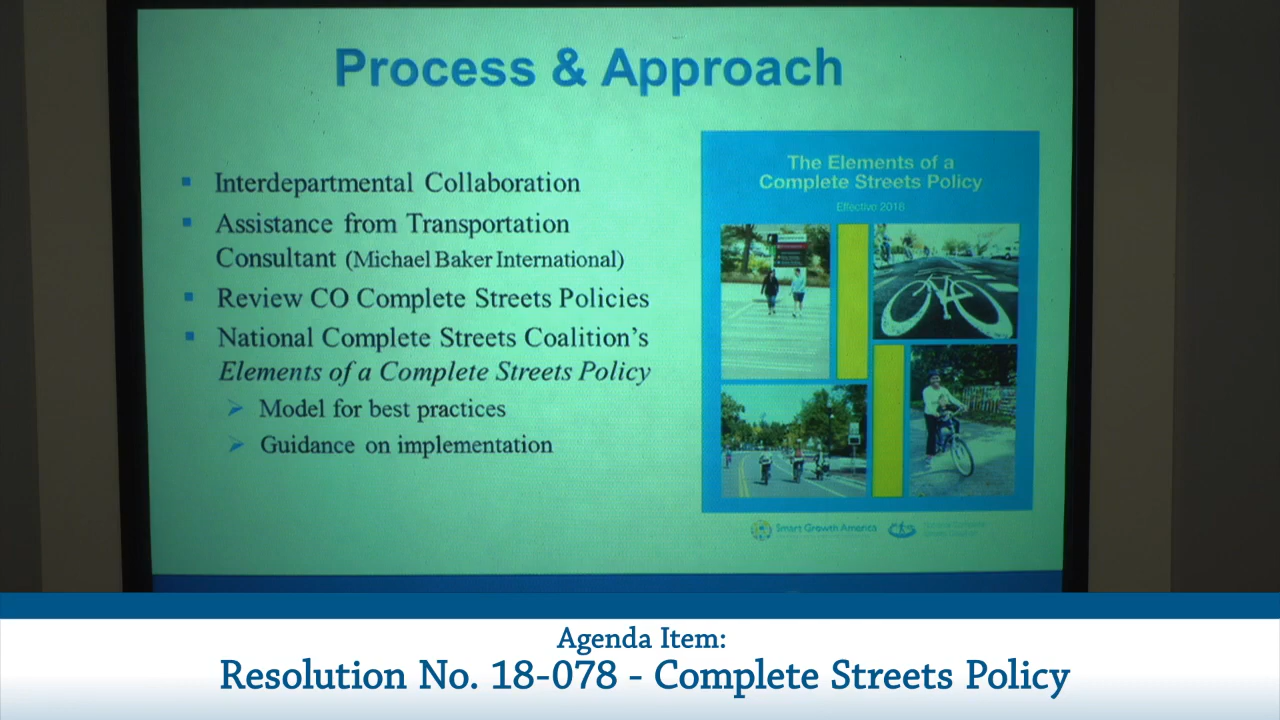 Process & Approach
Interdepartmental Collaboration
Assistance from Transportation
Consultant (Michael Baker International)
Review CO Complete Streets Policies
National Complete Streets Coalition's
Elements of a Complete Streets Policy
Model for best practices
Guidance on implementation
The Elements of a
Complete Streets Policy
Effective 2018
Smart Growth America
Agenda Item:
Resolution No. 18-078 - Complete Streets Policy